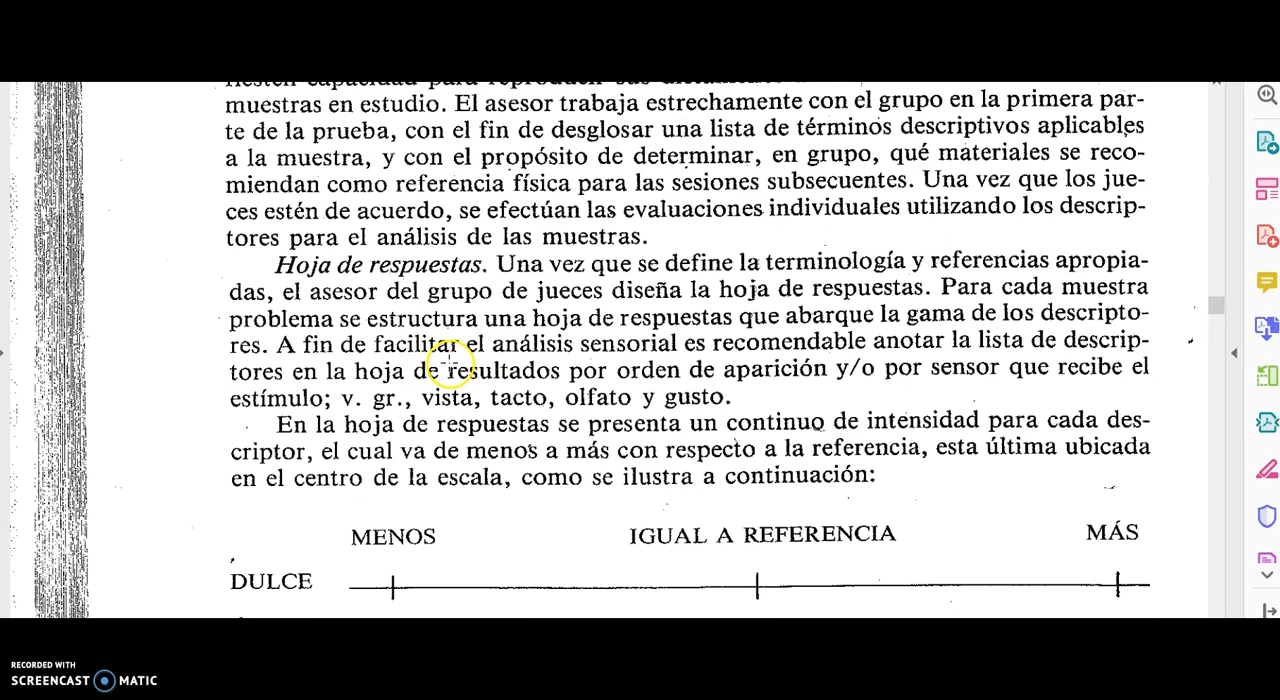 muestras en estudio. El asesor trabaja estrechamente con el grupo en la primera par-
te de la prueba, con el fin de desglosar una lista de términos descriptivos aplicables
a la muestra, y con el propósito de determinar, en grupo, qué materiales se reco-
miendan como referencia física para las sesiones subsecuentes. Una vez que los jue-
ces estén de acuerdo, se efectúan las evaluaciones individuales utilizando los descrip-
tores para el análisis de las muestras.
Hoja de respuestas. Una vez que se define la terminología y referencias apropia-
das, el asesor del grupo de jueces diseña la hoja de respuestas. Para cada muestra
problema se estructura una hoja de respuestas que abarque la gama de los descripto-
res. A fin de facilitar el análisis sensorial es recomendable anotar la lista de descrip-
tores en la hoja de resultados por orden de aparición y/o por sensor que recibe el
estímulo; v. gr., vista, tacto, olfato y gusto.
En la hoja de respuestas se presenta un continuo de intensidad para cada des-
criptor, el cual va de menos a más con respecto a la referencia, esta última ubicada
en el centro de la escala, como se ilustra a continuación:
MENOS IGUAL A REFERENCIA MÁS
DULCE
RECORDED WITH
SCREENCAST MATIC